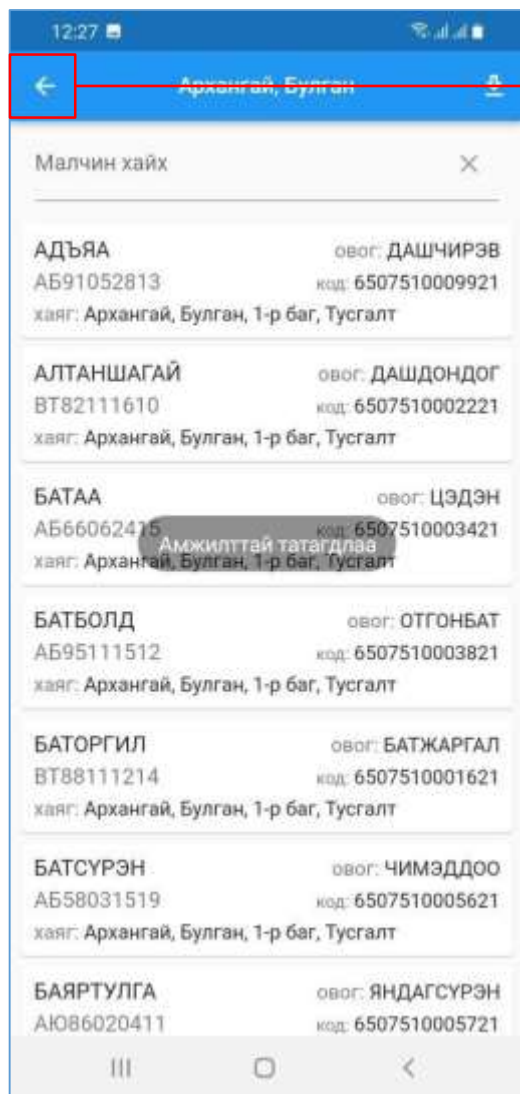 12:27
Архангай, Булган
Малчин хайх
АДЪЯА овог: ДАШЧИРЭВ
АБ91052813 код: 6507510009921
хаяг: Архангай, Булган, 1-р баг, Тусгалт
АЛТАНШАГАЙ овог: ДАШДОНДОГ
ВТ82111610 код: 6507510002221
хаяг: Архангай, Булган, 1-р баг, Тусгалт
БАТАА овог: ЦЭДЭН
АБ66062415 код: 6507510003421
Амжилттай татагдлаа
хаяг: Архангай, Булган, 1-р баг, Тусгалт
БАТБОЛД овог: ОТГОНБАТ
АБ95111512 код: 6507510003821
хаяг: Архангай, Булган, 1-р баг, Тусгалт
БАТОРГИЛ овог: БАТЖАРГАЛ
ВТ88111214 код: 6507510001621
хаяг: Архангай, Булган, 1-р баг, Тусгалт
БАТСҮРЭН овог: ЧИМЭДДОО
АБ58031519 код: 6507510005621
хаяг: Архангай, Булган, 1-р баг, Тусгалт
БАЯРТУЛГА овог: ЯНДАГСҮРЭН
АЮ86020411 код: 6507510005721